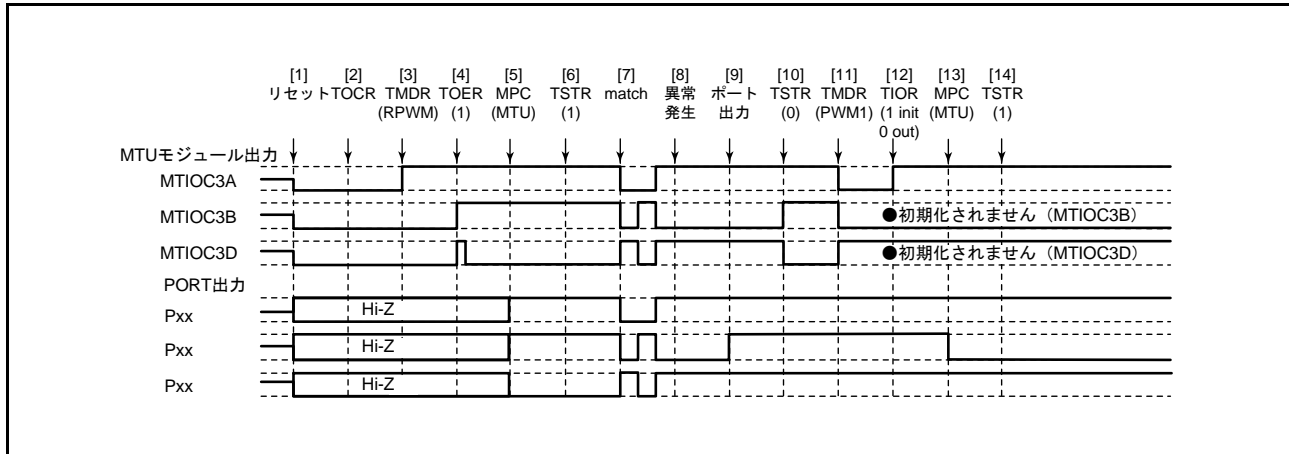 [1] [2] [3] [4] [5] [6] [7] [8] [9] [10] [11] [12] [13] [14]
リセット TOCR TMDR TOER MPC TSTR match 異常 ポート TSTR TMDR TIOR MPC TSTR
(RPWM) (1) (MTU) (1) 発生 出力 (0) (PWM1) (1 init (MTU) (1)
0 out)
MTUモジュール出力
MTIOC3A
MTIOC3B ●初期化されません（MTIOC3B）
MTIOC3D ●初期化されません（MTIOC3D）
PORT出力
Pxx Hi-Z
Pxx Hi-Z
Pxx Hi-Z